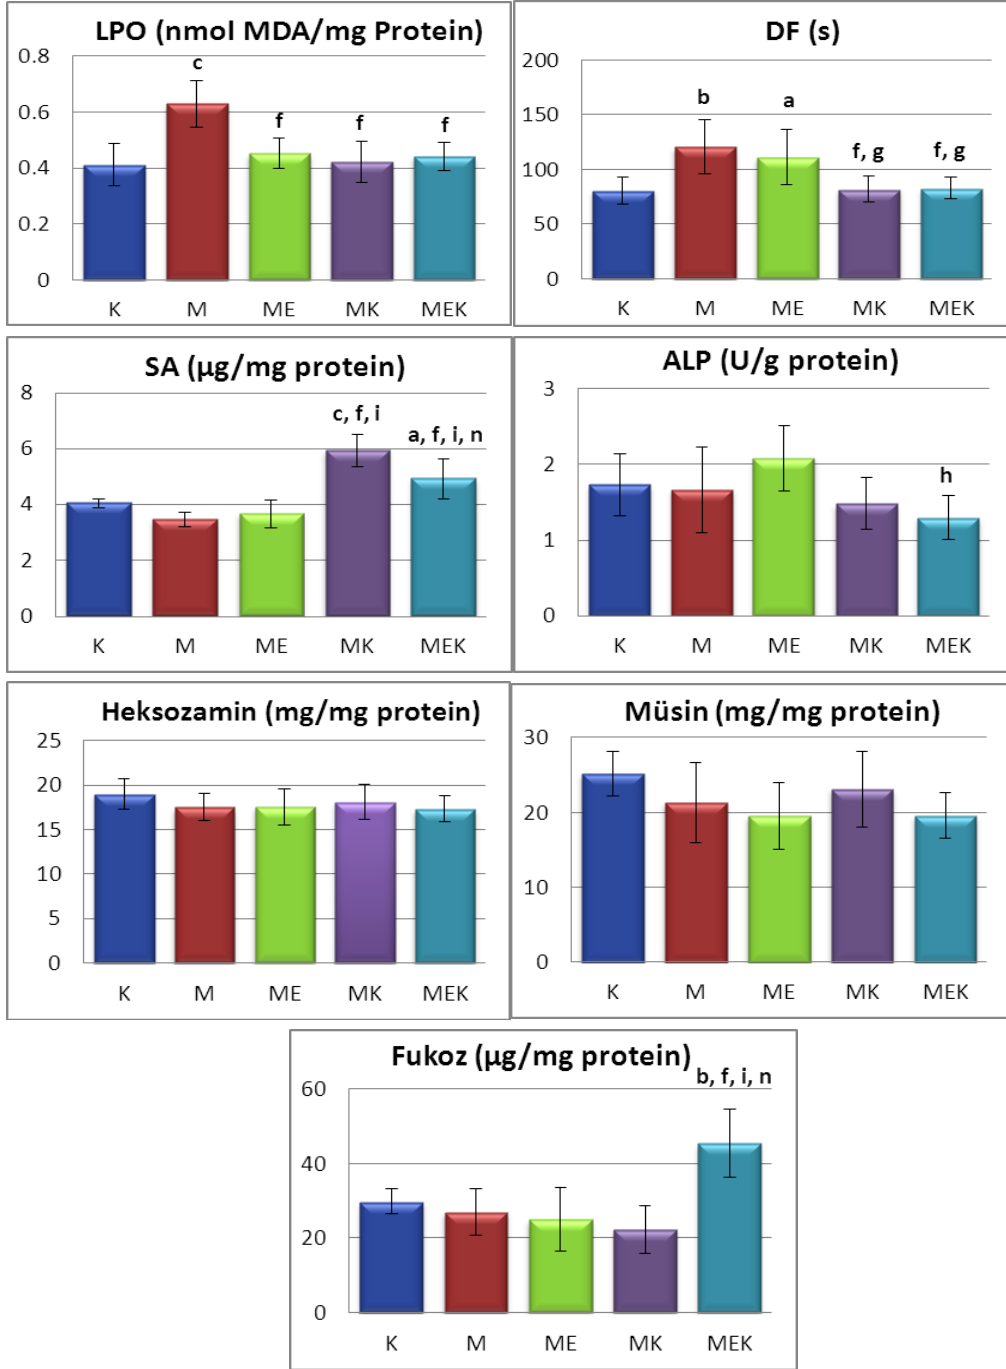 LPO (nmol MDA/mg Protein)
0.8
0.6
0.4
0.2
0
c
f
f
f
K M ME MK MEK
DF (s)
200
150
100
50
0
b
a
f, g
f, g
K M ME MK MEK
SA (µg/mg protein)
8
6
4
2
0
c, f, i
a, f, i, n
K M ME MK MEK
ALP (U/g protein)
3
2
1
0
h
K M ME MK MEK
Heksozamin (mg/mg protein)
25
20
15
10
5
0
K M ME MK MEK
Müsin (mg/mg protein)
30
20
10
0
K M ME MK MEK
Fukoz (µg/mg protein)
b, f, i, n
60
40
20
0
K M ME MK MEK